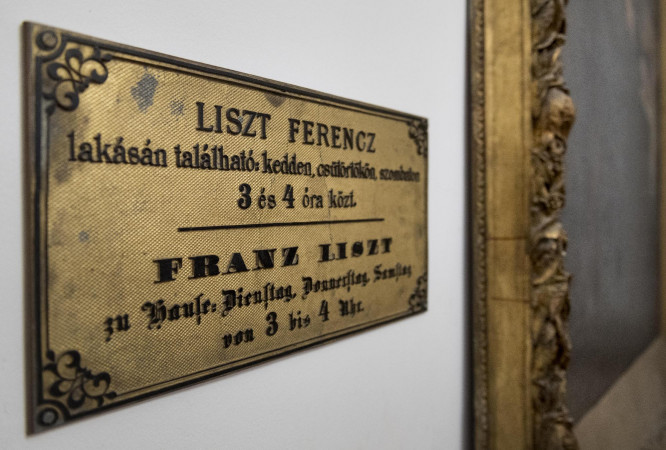 LISZT FERENCZ
lakásán található: kedden, csütörtökön, szombaton
3 és 4 óra közt.
FRANZ LISZT
zu Hause: Dienſtag, Donnerſtag, Samſtag
von 3 bis 4 Uhr.